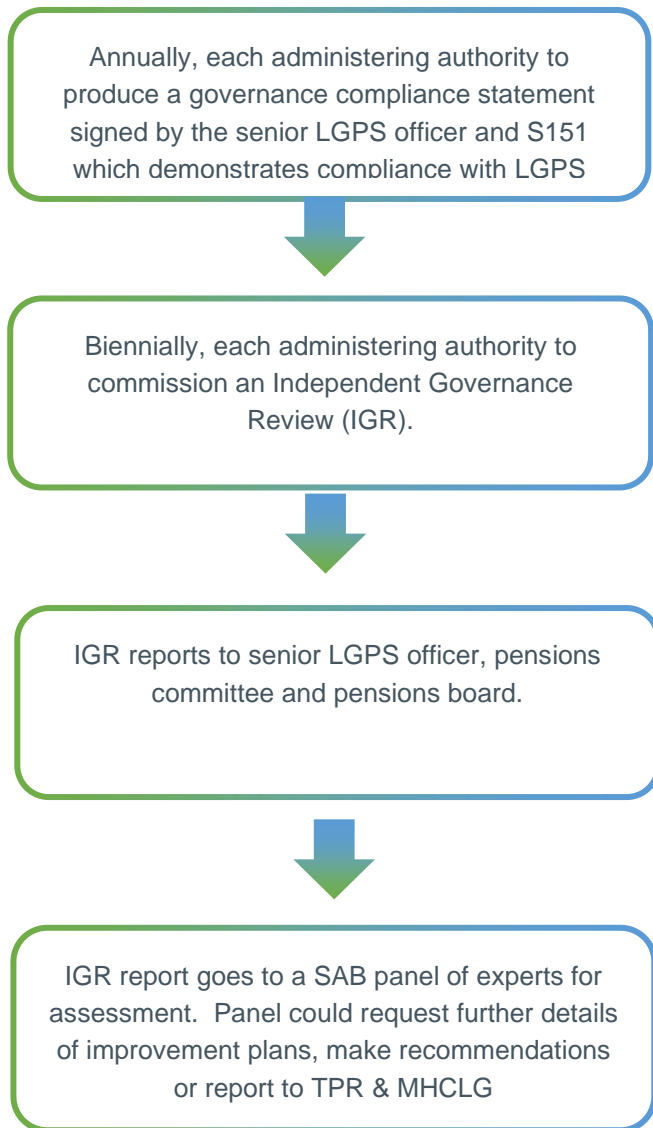 Annually, each administering authority to
produce a governance compliance statement
signed by the senior LGPS officer and S151
which demonstrates compliance with LGPS
Biennially, each administering authority to
commission an Independent Governance
Review (IGR).
IGR reports to senior LGPS officer, pensions
committee and pensions board.
IGR report goes to a SAB panel of experts for
assessment.  Panel could request further details
of improvement plans, make recommendations
or report to TPR & MHCLG